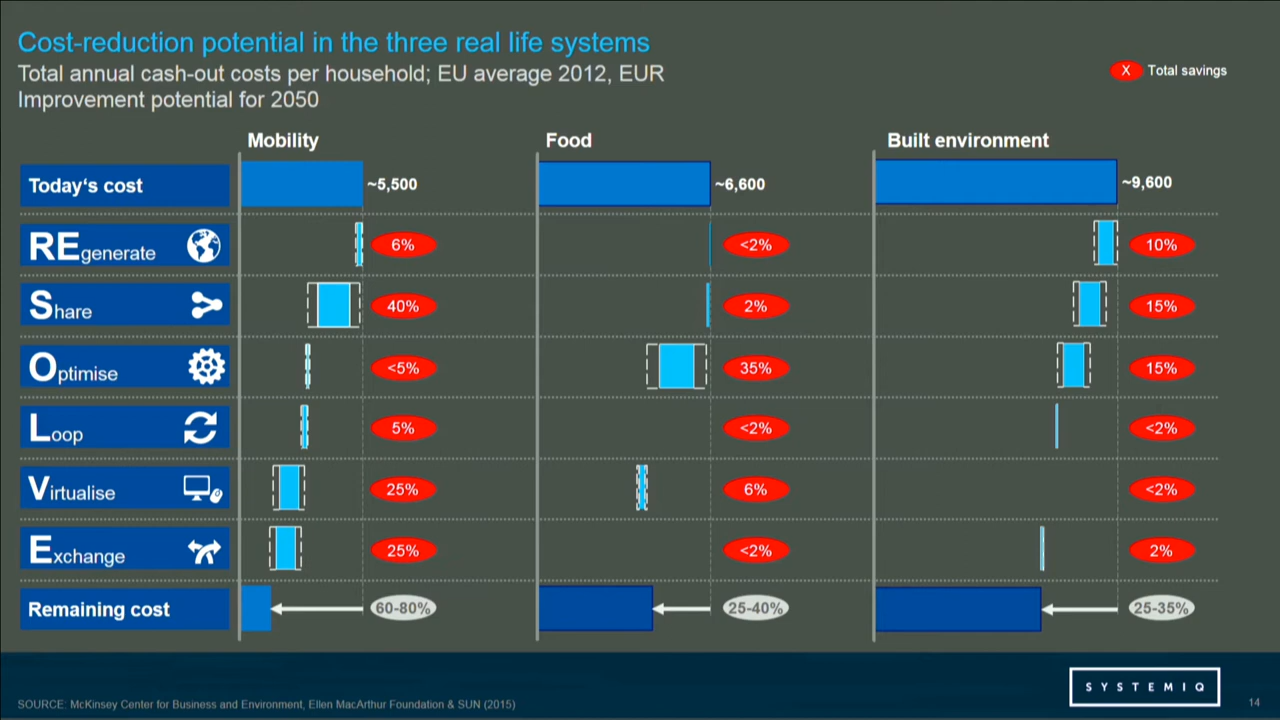 Cost-reduction potential in the three real life systems
Total annual cash-out costs per household; EU average 2012, EUR
Improvement potential for 2050
X Total savings
Mobility Food Built environment
Today‘s cost ~5,500 ~6,600 ~9,600
REgenerate 6% <2% 10%
Share 40% 2% 15%
Optimise <5% 35% 15%
Loop 5% <2% <2%
Virtualise 25% 6% <2%
Exchange 25% <2% 2%
Remaining cost 60-80% 25-40% 25-35%
SYSTEMIQ
SOURCE: McKinsey Center for Business and Environment, Ellen MacArthur Foundation & SUN (2015)
14